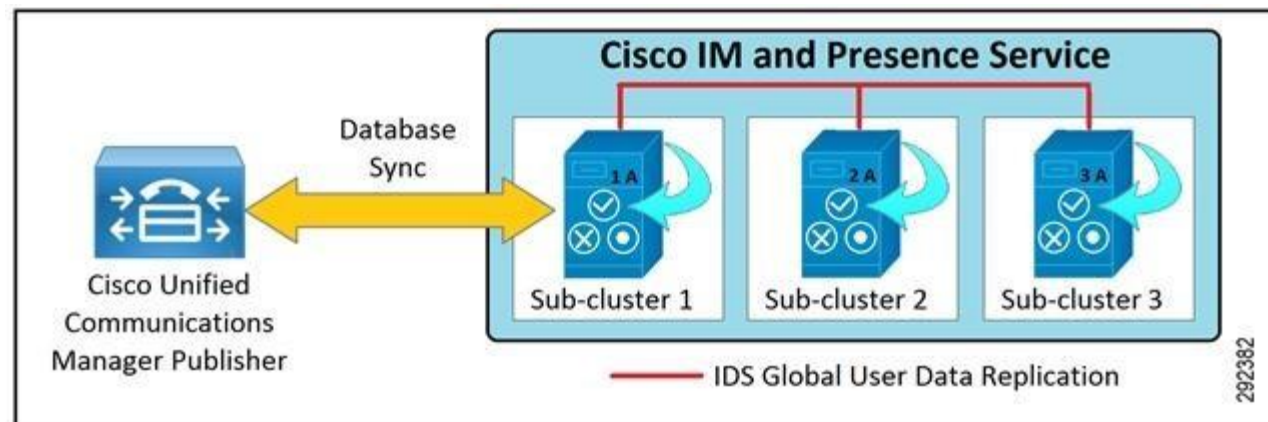 Cisco IM and Presence Service
Database
Sync
1 A
2 A
3 A
Sub-cluster 1
Sub-cluster 2
Sub-cluster 3
Cisco Unified
Communications
Manager Publisher
IDS Global User Data Replication
292382